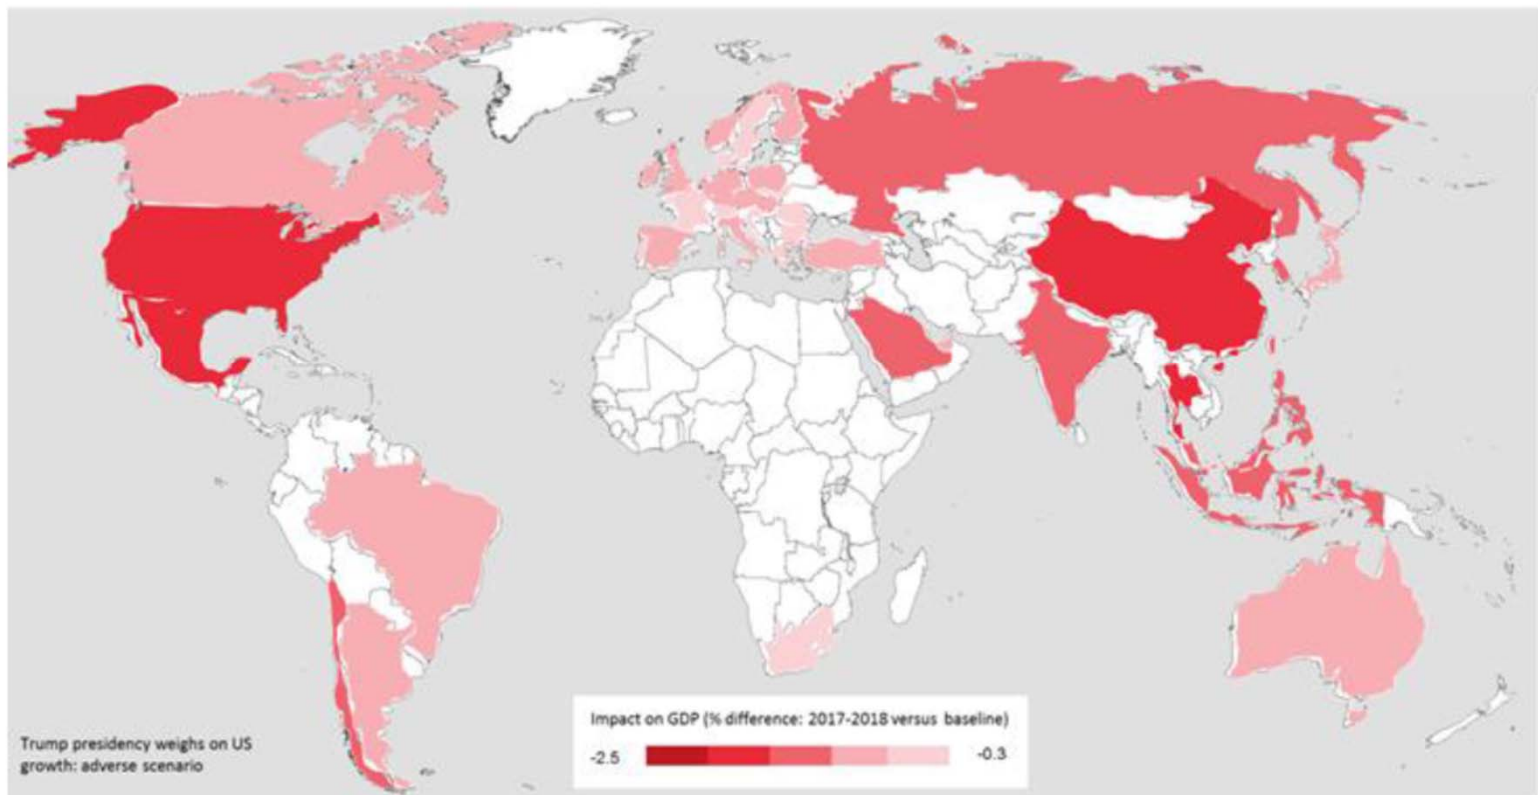 Impact on GDP (% difference: 2017-2018 versus baseline)
-2.5
-0.3
Trump presidency weighs on US
growth: adverse scenario